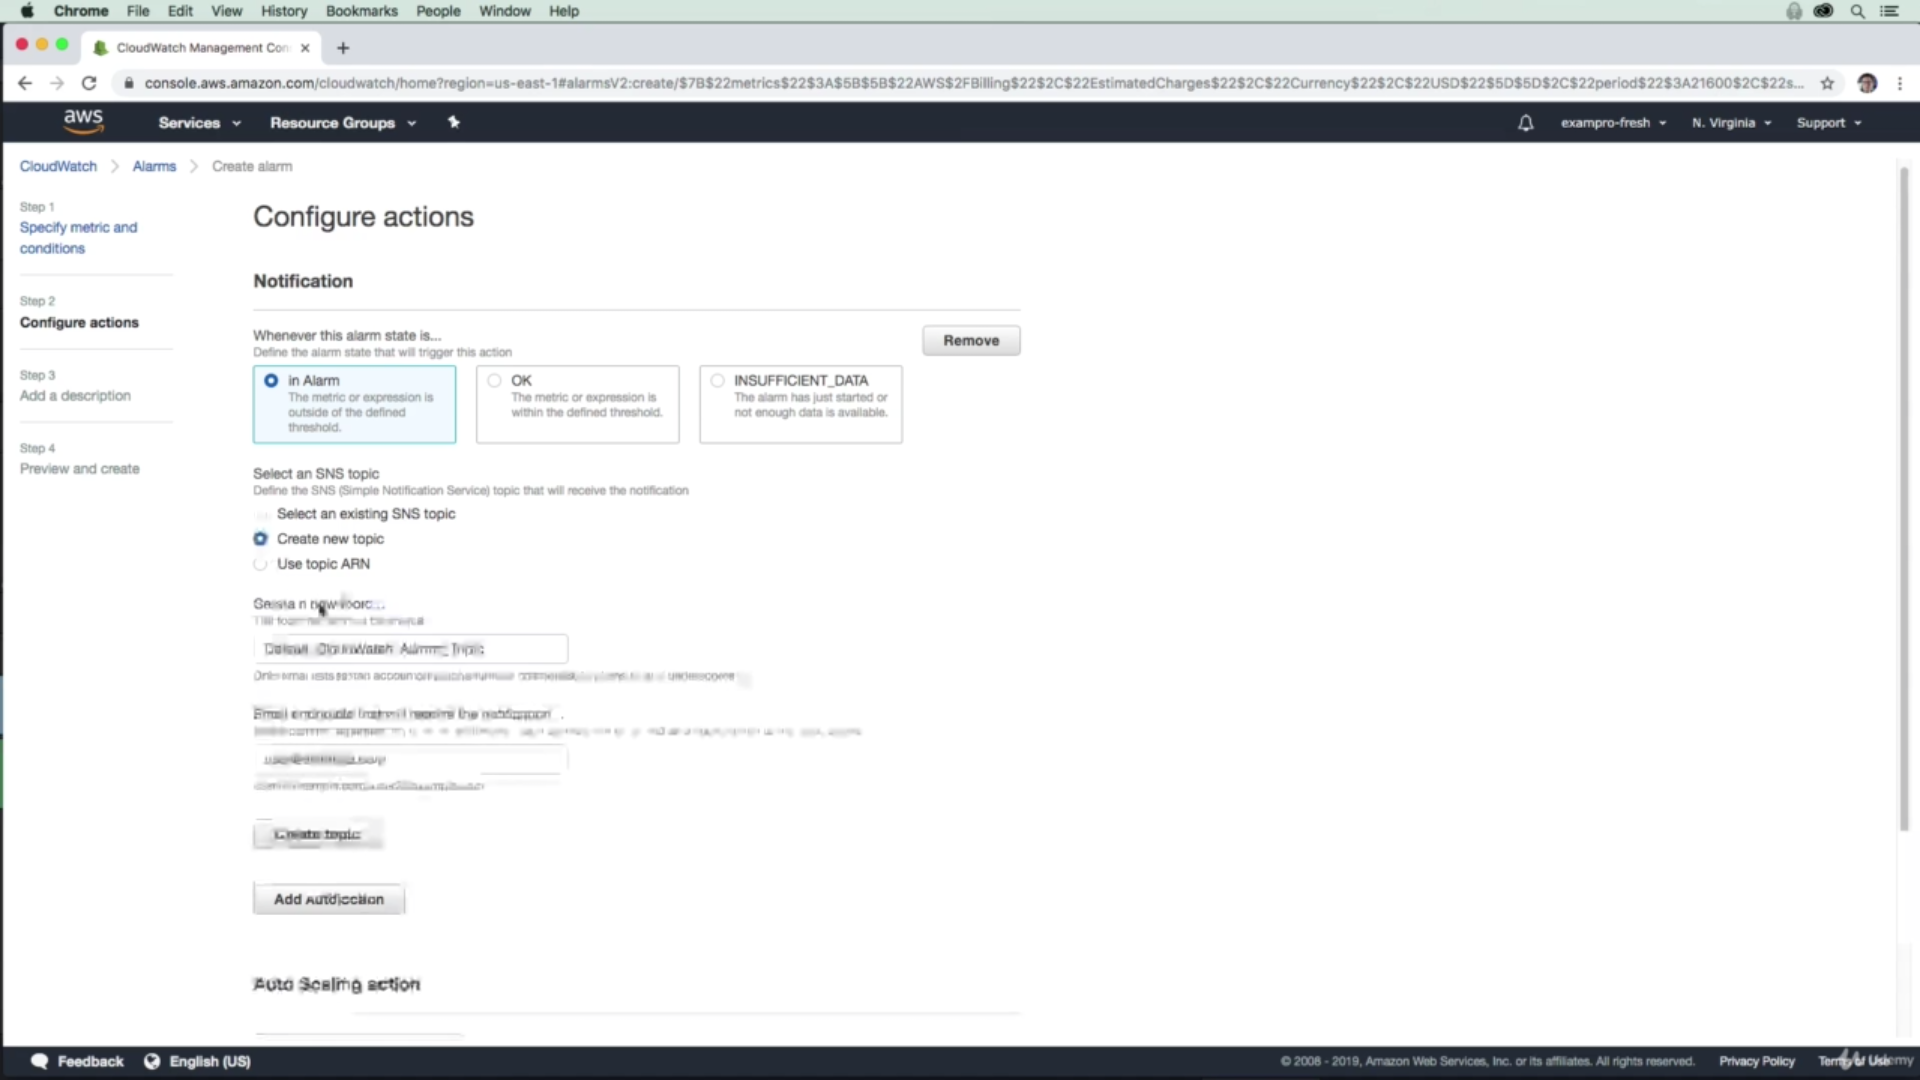 Chrome File Edit View History Bookmarks People Window Help
CloudWatch Management Con
console.aws.amazon.com/cloudwatch/home?region=us-east-1#alarmsV2:create/$7B$22metrics$22$3A$5B$5B$22AWS$2FBilling$22$2C$22EstimatedCharges$22$2C$22Currency$22$2C$22USD$22$5D$5D$2C$22period$22$3A21600$2C$22s...
aws Services Resource Groups exampro-fresh N. Virginia Support
CloudWatch Alarms Create alarm
Step 1
Specify metric and
conditions
Step 2
Configure actions
Step 3
Add a description
Step 4
Preview and create
Configure actions
Notification
Whenever this alarm state is...
Define the alarm state that will trigger this action
Remove
in Alarm
The metric or expression is
outside of the defined
threshold.
OK
The metric or expression is
within the defined threshold.
INSUFFICIENT_DATA
The alarm has just started or
not enough data is available.
Select an SNS topic
Define the SNS (Simple Notification Service) topic that will receive the notification
Select an existing SNS topic
Create new topic
Use topic ARN
Create topic
Add
Auto Scaling action
Feedback English (US) © 2008 - 2019, Amazon Web Services, Inc. or its affiliates. All rights reserved. Privacy Policy Terms of Use